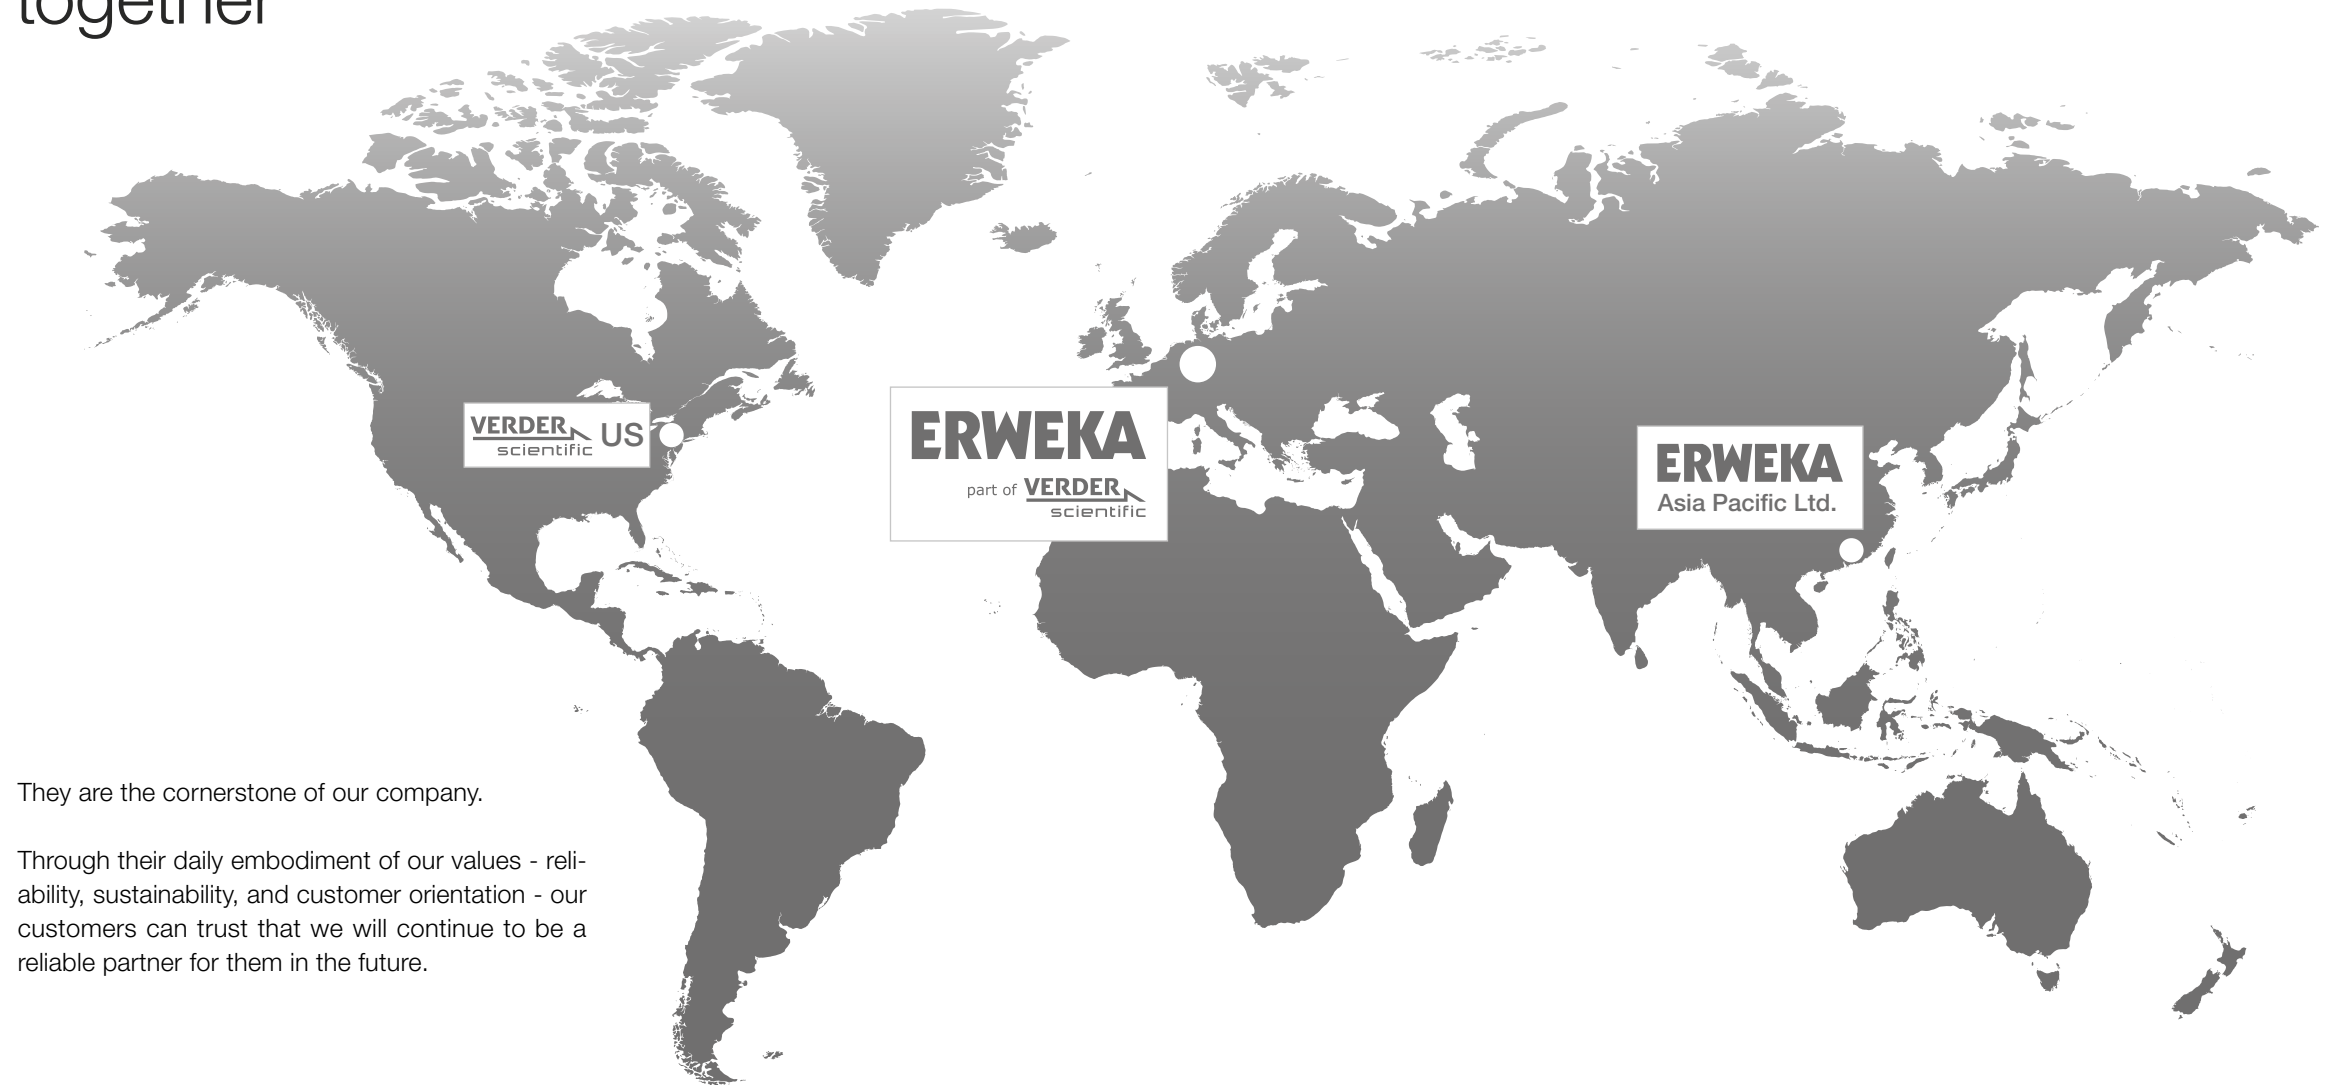 together
VERDER
scientific
US
ERWEKA
part of VERDER
scientific
ERWEKA
Asia Pacific Ltd.
They are the cornerstone of our company.
Through their daily embodiment of our values - reli-
ability, sustainability, and customer orientation - our
customers can trust that we will continue to be a
reliable partner for them in the future.